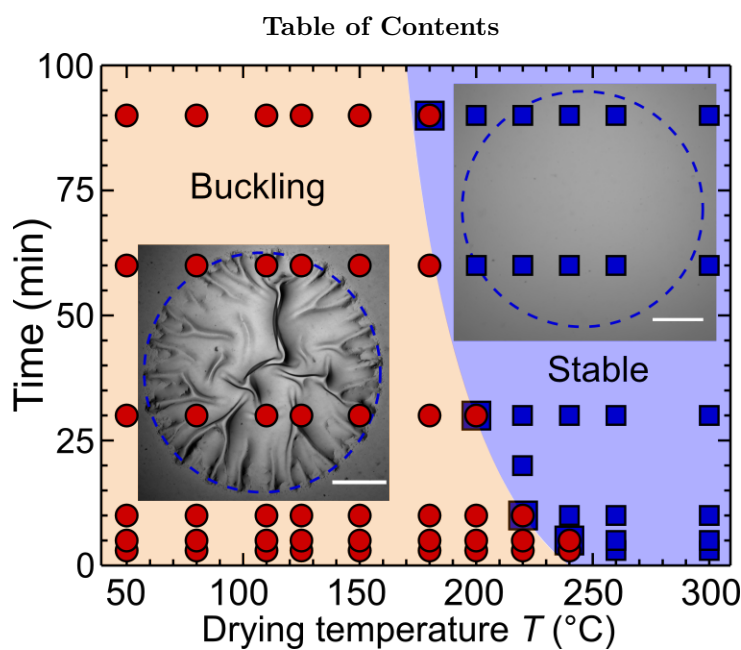 Table of Contents
100
75
50
25
0
Time (min)
Buckling
Stable
50 100 150 200 250 300
Drying temperature T (°C)